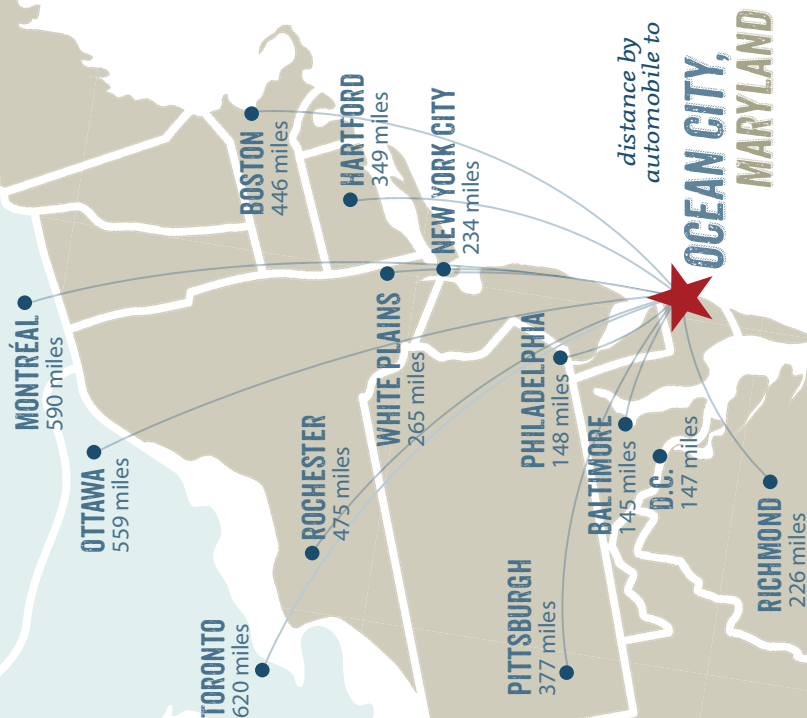 MONTRÉAL
590 miles
OTTAWA
559 miles
TORONTO
620 miles
BOSTON
446 miles
ROCHESTER
475 miles
HARTFORD
349 miles
WHITE PLAINS
265 miles
NEW YORK CITY
234 miles
PITTSBURGH
377 miles
PHILADELPHIA
148 miles
BALTIMORE
145 miles
D.C.
147 miles
RICHMOND
226 miles
distance by
automobile to
OCEAN CITY,
MARYLAND